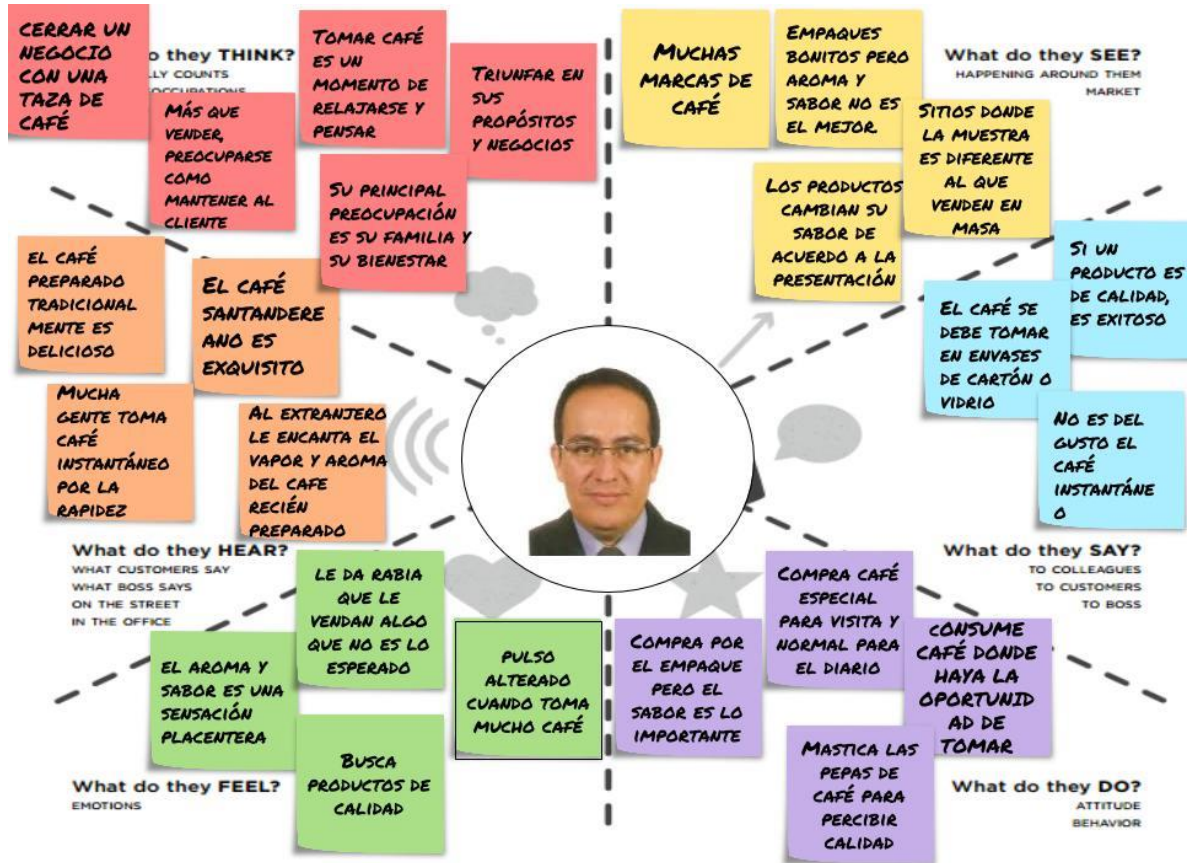 CERRAR UN
NEGOCIO
CON UNA
TAZA DE
CAFÉ
do they THINK?
LLY COUNTS
OCCUPATIONS
MÁS QUE
VENDER,
PREOCUPARSE
COMO
MANTENER AL
CLIENTE
TOMAR CAFÉ
ES UN
MOMENTO DE
RELAJARSE Y
PENSAR
TRIUNFAR EN
SUS
PROPÓSITOS
Y NEGOCIOS
SU PRINCIPAL
PREOCUPACIÓN
ES SU FAMILIA Y
SU BIENESTAR
MUCHAS
MARCAS DE
CAFÉ
EMPAQUES
BONITOS PERO
AROMA Y
SABOR NO ES
EL MEJOR.
What do they SEE?
HAPPENING AROUND THEM
MARKET
SITIOS DONDE
LA MUESTRA
ES DIFERENTE
AL QUE
VENDEN EN
MASA
LOS PRODUCTOS
CAMBIAN SU
SABOR DE
ACUERDO A LA
PRESENTACIÓN
EL CAFÉ
PREPARADO
TRADICIONAL
MENTE ES
DELICIOSO
EL CAFÉ
SANTANDERE
ANO ES
EXQUISITO
MUCHA
GENTE TOMA
CAFÉ
INSTANTÁNEO
POR LA
RAPIDEZ
AL EXTRANJERO
LE ENCANTA EL
VAPOR Y AROMA
DEL CAFE
RECIÉN
PREPARADO
What do they HEAR?
WHAT CUSTOMERS SAY
WHAT BOSS SAYS
ON THE STREET
IN THE OFFICE
SI UN
PRODUCTO ES
DE CALIDAD,
ES EXITOSO
EL CAFÉ SE
DEBE TOMAR
EN ENVASES
DE CARTÓN O
VIDRIO
NO ES DEL
GUSTO EL
CAFÉ
INSTANTÁNE
O
What do they SAY?
TO COLLEAGUES
TO CUSTOMERS
TO BOSS
LE DA RABIA
QUE LE
VENDAN ALGO
QUE NO ES LO
ESPERADO
EL AROMA Y
SABOR ES UNA
SENSACIÓN
PLACENTERA
PULSO
ALTERADO
CUANDO TOMA
MUCHO CAFÉ
BUSCA
PRODUCTOS DE
CALIDAD
What do they FEEL?
EMOTIONS
COMPRA POR
EL EMPAQUE
PERO EL
SABOR ES LO
IMPORTANTE
COMPRA CAFÉ
ESPECIAL
PARA VISITA Y
NORMAL PARA
EL DIARIO
CONSUME
CAFÉ DONDE
HAYA LA
OPORTUNID
AD DE
TOMAR
MASTICA LAS
PEPAS DE
CAFÉ PARA
PERCIBIR
CALIDAD
What do they DO?
ATTITUDE
BEHAVIOR